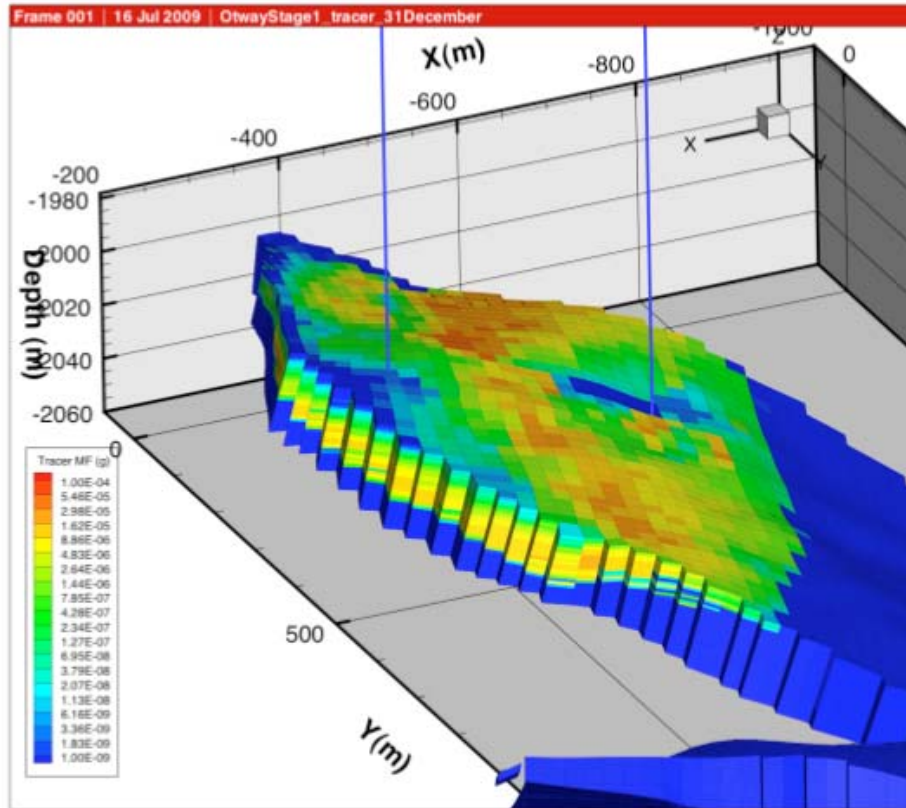 Frame 001 | 16 Jul 2009 | OtwayStage1_tracer_31December
X(m)
-1000
-800
-600
-400
-200
0
Z
X
Y
-1980
-2000
-2020
-2040
-2060
Depth (m)
0
500
Y(m)
Tracer MF (g)
1.00E-04
5.46E-05
2.98E-05
1.62E-05
8.86E-06
4.83E-06
2.64E-06
1.44E-06
7.85E-07
4.28E-07
2.34E-07
1.27E-07
6.95E-08
3.79E-08
2.07E-08
1.13E-08
6.16E-09
3.36E-09
1.83E-09
1.00E-09